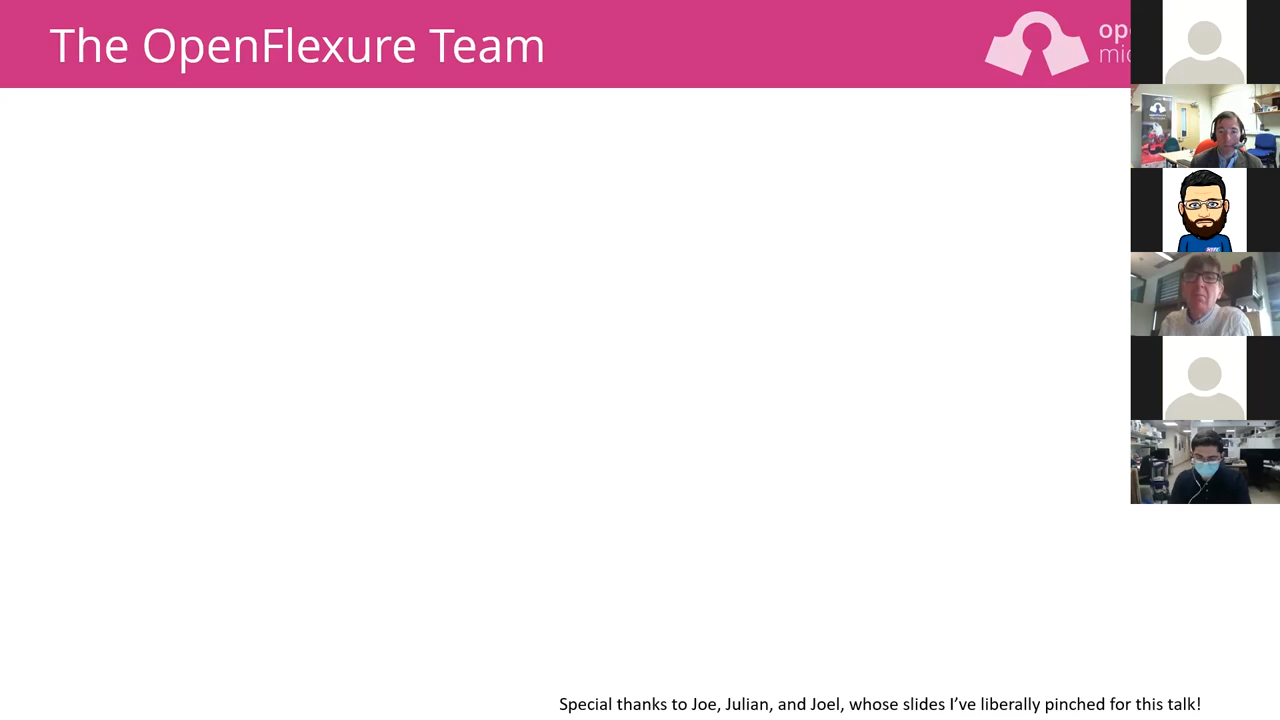 The OpenFlexure Team
Special thanks to Joe, Julian, and Joel, whose slides I’ve liberally pinched for this talk!